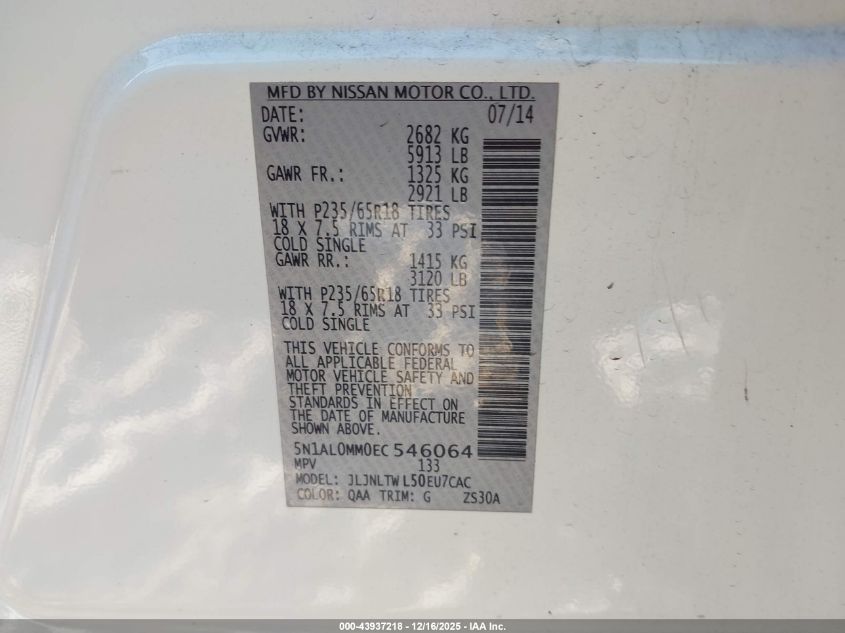 MFD BY NISSAN MOTOR CO., LTD.
DATE: 07/14
GVWR: 2682 KG
5913 LB
GAWR FR.: 1325 KG
2921 LB
WITH P235/65R18 TIRES
18 X 7.5 RIMS AT 33 PSI
COLD SINGLE
GAWR RR.: 1415 KG
3120 LB
WITH P235/65R18 TIRES
18 X 7.5 RIMS AT 33 PSI
COLD SINGLE
THIS VEHICLE CONFORMS TO
ALL APPLICABLE FEDERAL
MOTOR VEHICLE SAFETY AND
THEFT PREVENTION
STANDARDS IN EFFECT ON
THE DATE OF MANUFACTURE
SHOWN ABOVE.
5N1AL0MM0EC546064
MPV 133
MODEL: JLJNLTWL50EU7CAC
COLOR: QAA TRIM: G ZS30A
000-43937218 - 12/16/2025 - IAA Inc.